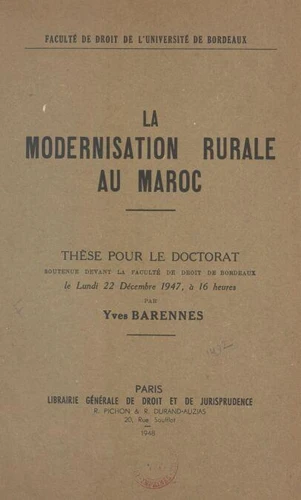 FACULTÉ DE DROIT DE L'UNIVERSITÉ DE BORDEAUX
LA
MODERNISATION RURALE
AU MAROC
THÈSE POUR LE DOCTORAT
SOUTENUE DEVANT LA FACULTÉ DE DROIT DE BORDEAUX
le Lundi 22 Décembre 1947, à 16 heures
PAR
Yves BARENNES
PARIS
LIBRAIRIE GÉNÉRALE DE DROIT ET DE JURISPRUDENCE
R. PICHON & R. DURAND-AUZIAS
20, Rue Soufflot
1948